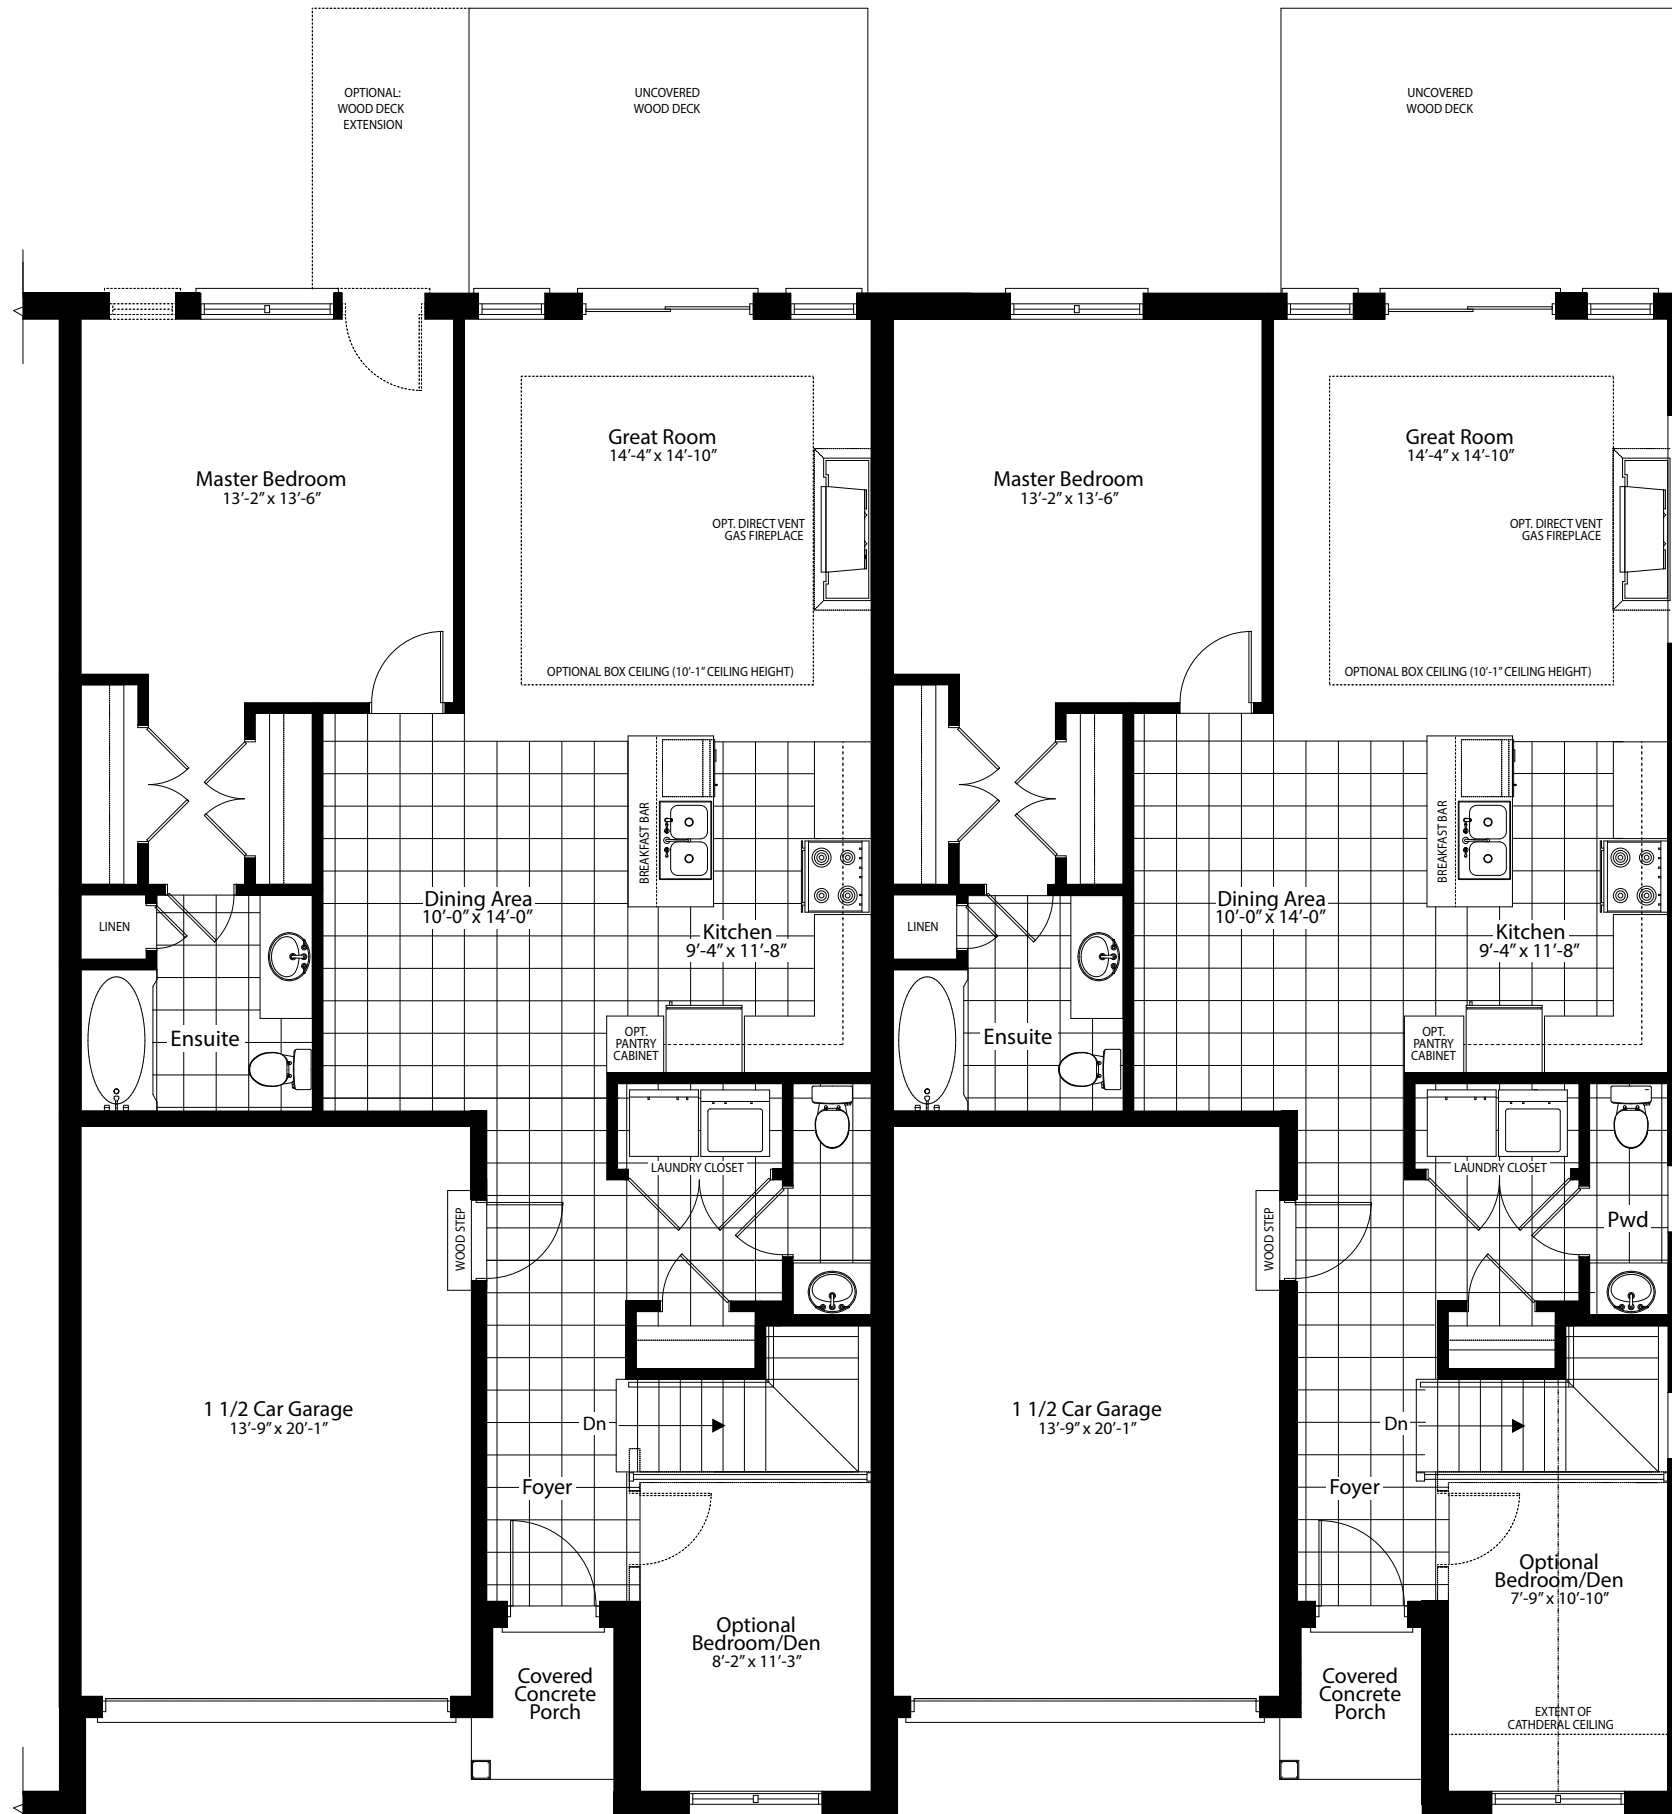 OPTIONAL:
WOOD DECK
EXTENSION
UNCOVERED
WOOD DECK
UNCOVERED
WOOD DECK
Master Bedroom
13'-2" x 13'-6"
Great Room
14'-4" x 14'-10"
OPT. DIRECT VENT
GAS FIREPLACE
OPTIONAL BOX CEILING (10'-1" CEILING HEIGHT)
Master Bedroom
13'-2" x 13'-6"
Great Room
14'-4" x 14'-10"
OPT. DIRECT VENT
GAS FIREPLACE
OPTIONAL BOX CEILING (10'-1" CEILING HEIGHT)
BREAKFAST BAR
Dining Area
10'-0" x 14'-0"
Kitchen
9'-4" x 11'-8"
LINEN
Ensuite
OPT.
PANTRY
CABINET
BREAKFAST BAR
Dining Area
10'-0" x 14'-0"
Kitchen
9'-4" x 11'-8"
LINEN
Ensuite
OPT.
PANTRY
CABINET
LAUNDRY CLOSET
WOOD STEP
LAUNDRY CLOSET
WOOD STEP
Pwd
1 1/2 Car Garage
13'-9" x 20'-1"
Dn
Foyer
1 1/2 Car Garage
13'-9" x 20'-1"
Dn
Foyer
Optional
Bedroom/Den
8'-2" x 11'-3"
Covered
Concrete
Porch
Optional
Bedroom/Den
7'-9" x 10'-10"
Covered
Concrete
Porch
EXTENT OF
CATHDERAL CEILING